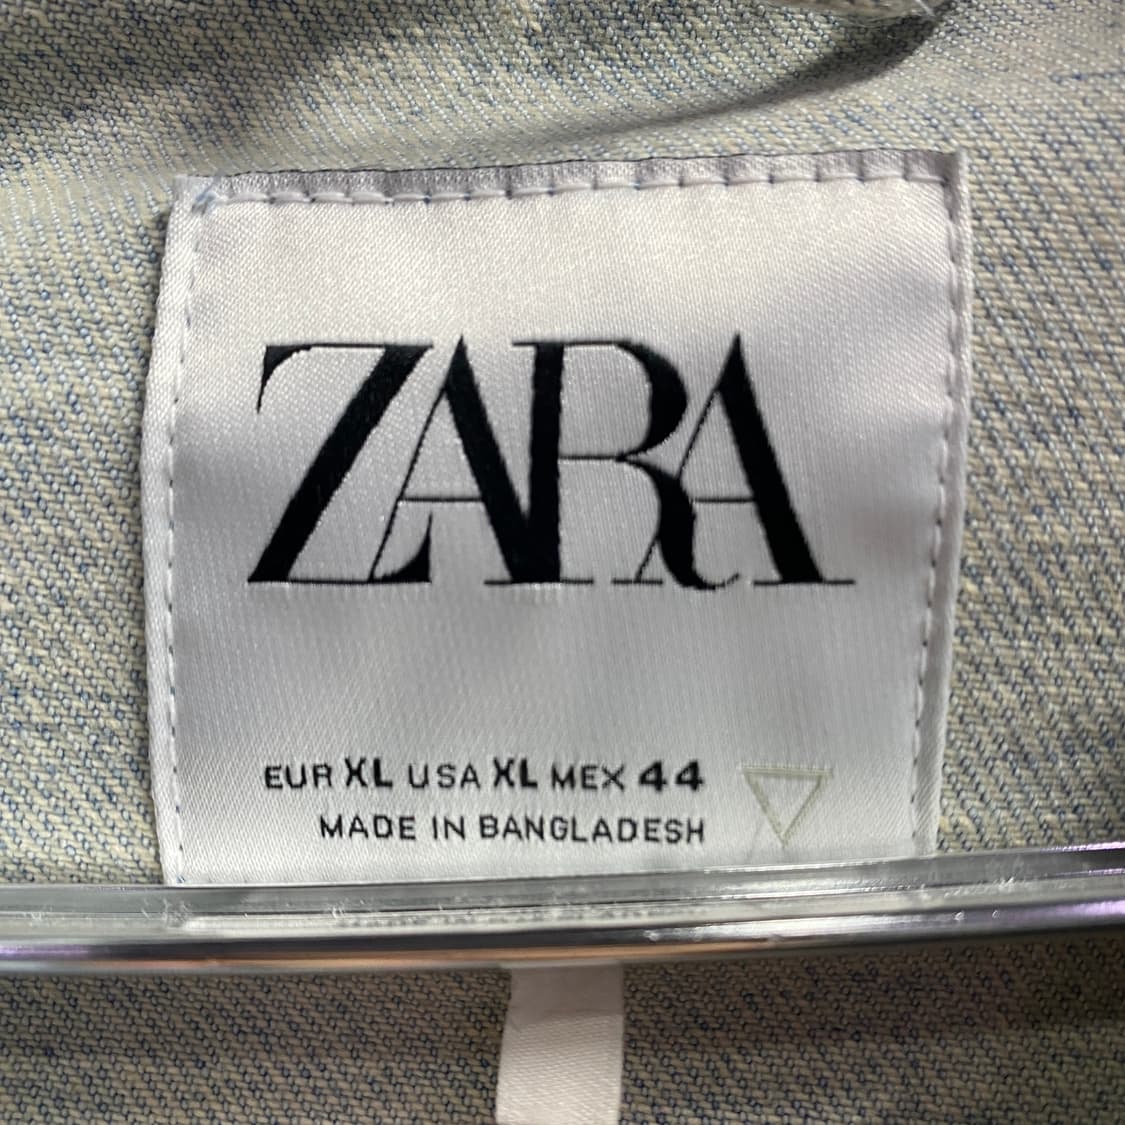 ZARA
EUR XL USA XL MEX 44
MADE IN BANGLADESH